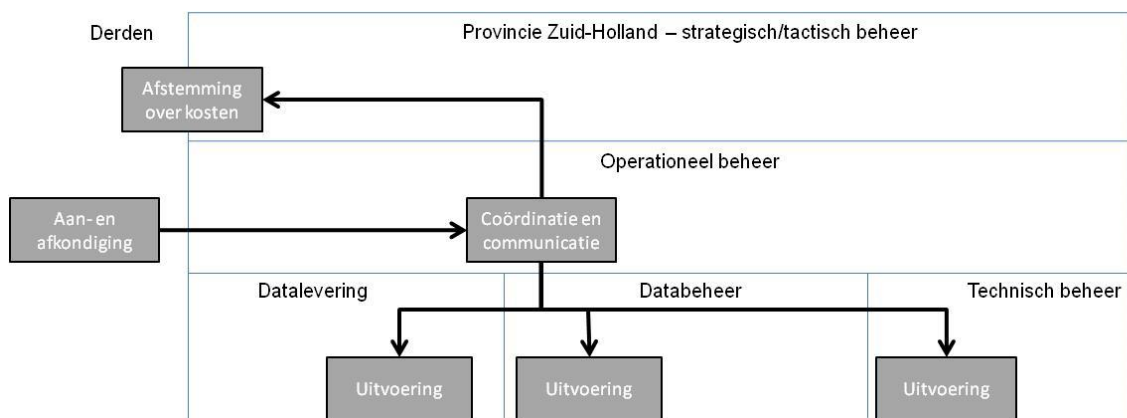 Derden
Provincie Zuid-Holland – strategisch/tactisch beheer
Afstemming
over kosten
Operationeel beheer
Aan- en
afkondiging
Coördinatie en
communicatie
Datalevering
Databeheer
Technisch beheer
Uitvoering
Uitvoering
Uitvoering